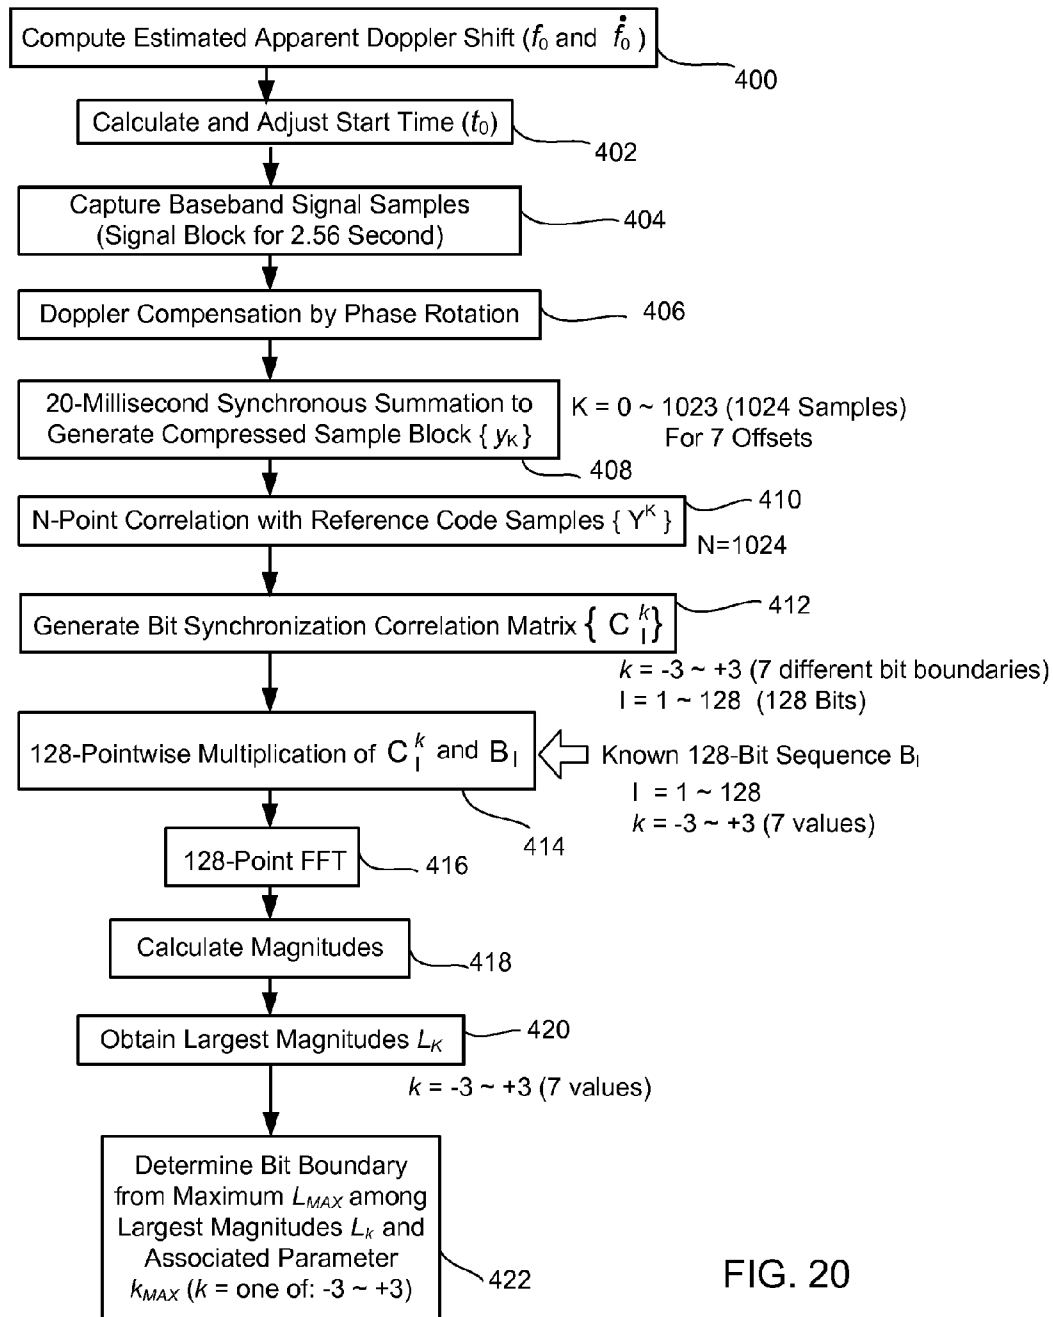 Compute Estimated Apparent Doppler Shift (f0 and ḟ0 )
400
Calculate and Adjust Start Time (t0)
402
Capture Baseband Signal Samples
(Signal Block for 2.56 Second)
404
Doppler Compensation by Phase Rotation
406
20-Millisecond Synchronous Summation to
Generate Compressed Sample Block { yK}
408
K = 0 ~ 1023 (1024 Samples)
For 7 Offsets
N-Point Correlation with Reference Code Samples { Y^K }
410
N=1024
Generate Bit Synchronization Correlation Matrix { C_I^k }
412
k = -3 ~ +3 (7 different bit boundaries)
I = 1 ~ 128 (128 Bits)
128-Pointwise Multiplication of C_I^k and B_I
414
Known 128-Bit Sequence B_I
I = 1 ~ 128
k = -3 ~ +3 (7 values)
128-Point FFT
416
Calculate Magnitudes
418
Obtain Largest Magnitudes LK
420
k = -3 ~ +3 (7 values)
Determine Bit Boundary
from Maximum LMAX among
Largest Magnitudes Lk and
Associated Parameter
kMAX (k = one of: -3 ~ +3)
422
FIG. 20